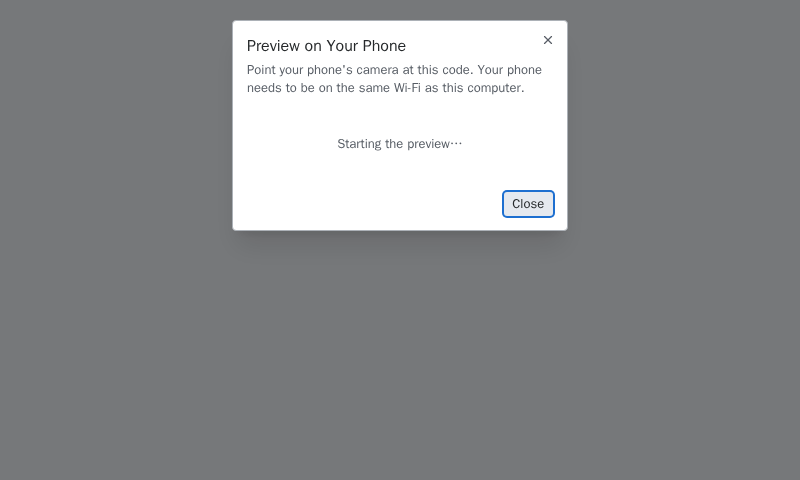 Preview on Your Phone
×
Point your phone's camera at this code. Your phone
needs to be on the same Wi-Fi as this computer.
Starting the preview⋯
Close